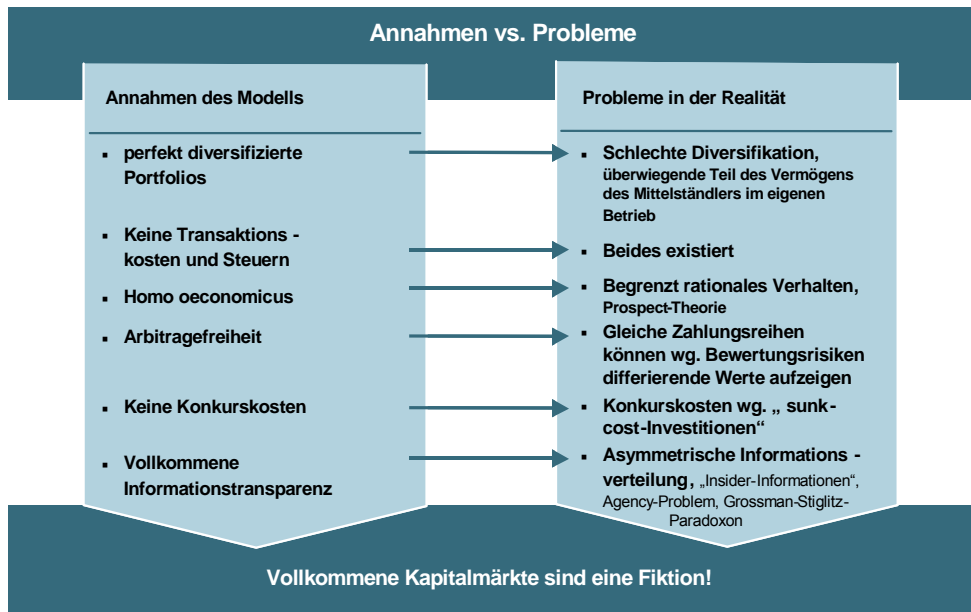 Annahmen vs. Probleme
Annahmen des Modells
▪ perfekt diversifizierte
Portfolios
▪ Keine Transaktions -
kosten und Steuern
▪ Homo oeconomicus
▪ Arbitragefreiheit
▪ Keine Konkurskosten
▪ Vollkommene
Informationstransparenz
Probleme in der Realität
▪ Schlechte Diversifikation,
überwiegende Teil des Vermögens
des Mittelständlers im eigenen
Betrieb
▪ Beides existiert
▪ Begrenzt rationales Verhalten,
Prospect-Theorie
▪ Gleiche Zahlungsreihen
können wg. Bewertungsrisiken
differierende Werte aufzeigen
▪ Konkurskosten wg. „ sunk-
cost-Investitionen“
▪ Asymmetrische Informations -
verteilung, „Insider-Informationen“,
Agency-Problem, Grossman-Stiglitz-
Paradoxon
Vollkommene Kapitalmärkte sind eine Fiktion!